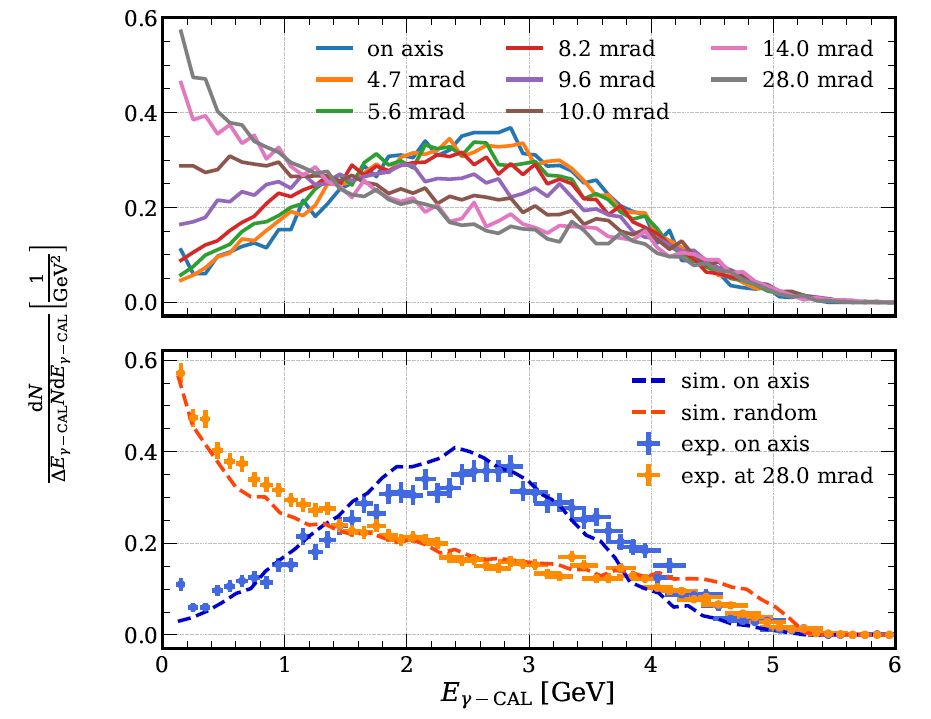 0.6
0.4
0.2
0.0
on axis
4.7 mrad
5.6 mrad
8.2 mrad
9.6 mrad
10.0 mrad
14.0 mrad
28.0 mrad
dN / ΔE_{γ−CAL} N dE_{γ−CAL} [1 / GeV²]
0.6
0.4
0.2
0.0
sim. on axis
sim. random
exp. on axis
exp. at 28.0 mrad
0 1 2 3 4 5 6
E_{γ−CAL} [GeV]